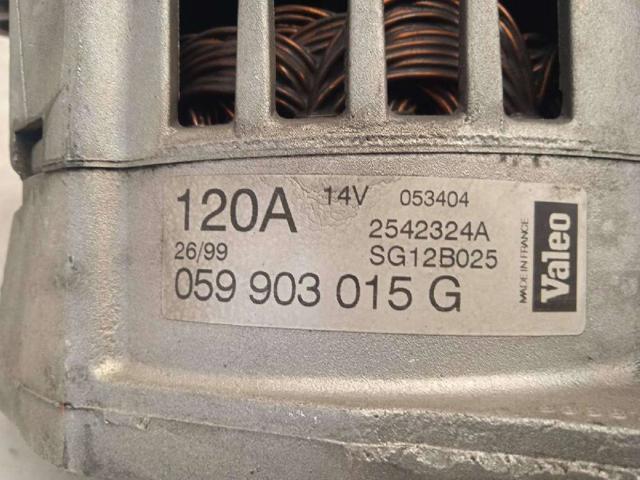 120A 14V 053404
2542324A
26/99 SG12B025
059 903 015 G
MADE IN FRANCE
Valeo